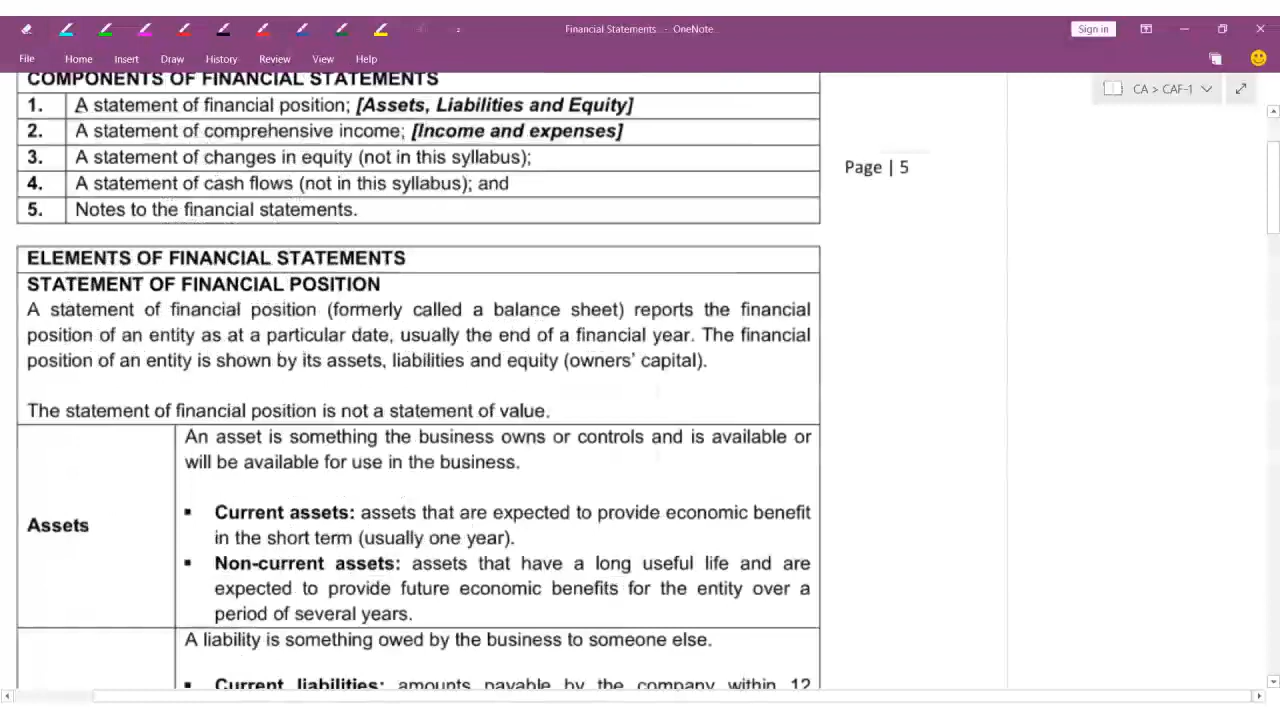 Financial Statements - OneNote
Sign in
File Home Insert Draw History Review View Help
CA > CAF-1
COMPONENTS OF FINANCIAL STATEMENTS
1. A statement of financial position; [Assets, Liabilities and Equity]
2. A statement of comprehensive income; [Income and expenses]
3. A statement of changes in equity (not in this syllabus);
4. A statement of cash flows (not in this syllabus); and
5. Notes to the financial statements.
Page | 5
ELEMENTS OF FINANCIAL STATEMENTS
STATEMENT OF FINANCIAL POSITION
A statement of financial position (formerly called a balance sheet) reports the financial
position of an entity as at a particular date, usually the end of a financial year. The financial
position of an entity is shown by its assets, liabilities and equity (owners' capital).
The statement of financial position is not a statement of value.
Assets
An asset is something the business owns or controls and is available or
will be available for use in the business.
▪ Current assets: assets that are expected to provide economic benefit
in the short term (usually one year).
▪ Non-current assets: assets that have a long useful life and are
expected to provide future economic benefits for the entity over a
period of several years.
A liability is something owed by the business to someone else.
▪ Current liabilities: amounts payable by the company within 12